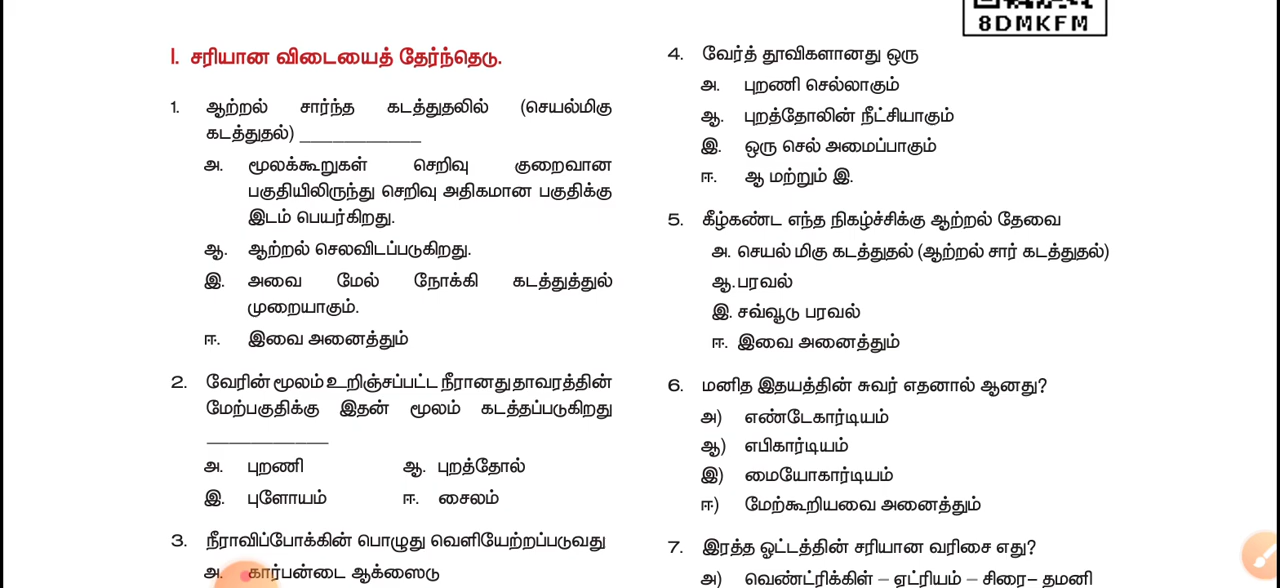 8DMKFM
I. சரியான விடையைத் தேர்ந்தெடு.
1. ஆற்றல் சார்ந்த கடத்துதலில் (செயல்மிகு
கடத்துதல்) ____________
அ. மூலக்கூறுகள் செறிவு குறைவான
பகுதியிலிருந்து செறிவு அதிகமான பகுதிக்கு
இடம் பெயர்கிறது.
ஆ. ஆற்றல் செலவிடப்படுகிறது.
இ. அவை மேல் நோக்கி கடத்துத்துல்
முறையாகும்.
ஈ. இவை அனைத்தும்
2. வேரின் மூலம் உறிஞ்சப்பட்ட நீரானது தாவரத்தின்
மேற்பகுதிக்கு இதன் மூலம் கடத்தப்படுகிறது
____________
அ. புறணி ஆ. புறத்தோல்
இ. புளோயம் ஈ. சைலம்
3. நீராவிப்போக்கின் பொழுது வெளியேற்றப்படுவது
அ. கார்பன்டை ஆக்ஸைடு
4. வேர்த் தூவிகளானது ஒரு
அ. புறணி செல்லாகும்
ஆ. புறத்தோலின் நீட்சியாகும்
இ. ஒரு செல் அமைப்பாகும்
ஈ. ஆ மற்றும் இ.
5. கீழ்கண்ட எந்த நிகழ்ச்சிக்கு ஆற்றல் தேவை
அ. செயல் மிகு கடத்துதல் (ஆற்றல் சார் கடத்துதல்)
ஆ. பரவல்
இ. சவ்வூடு பரவல்
ஈ. இவை அனைத்தும்
6. மனித இதயத்தின் சுவர் எதனால் ஆனது?
அ) எண்டோகார்டியம்
ஆ) எபிகார்டியம்
இ) மையோகார்டியம்
ஈ) மேற்கூறியவை அனைத்தும்
7. இரத்த ஓட்டத்தின் சரியான வரிசை எது?
அ) வெண்ட்ரிக்கிள் – ஏட்ரியம் – சிரை– தமனி